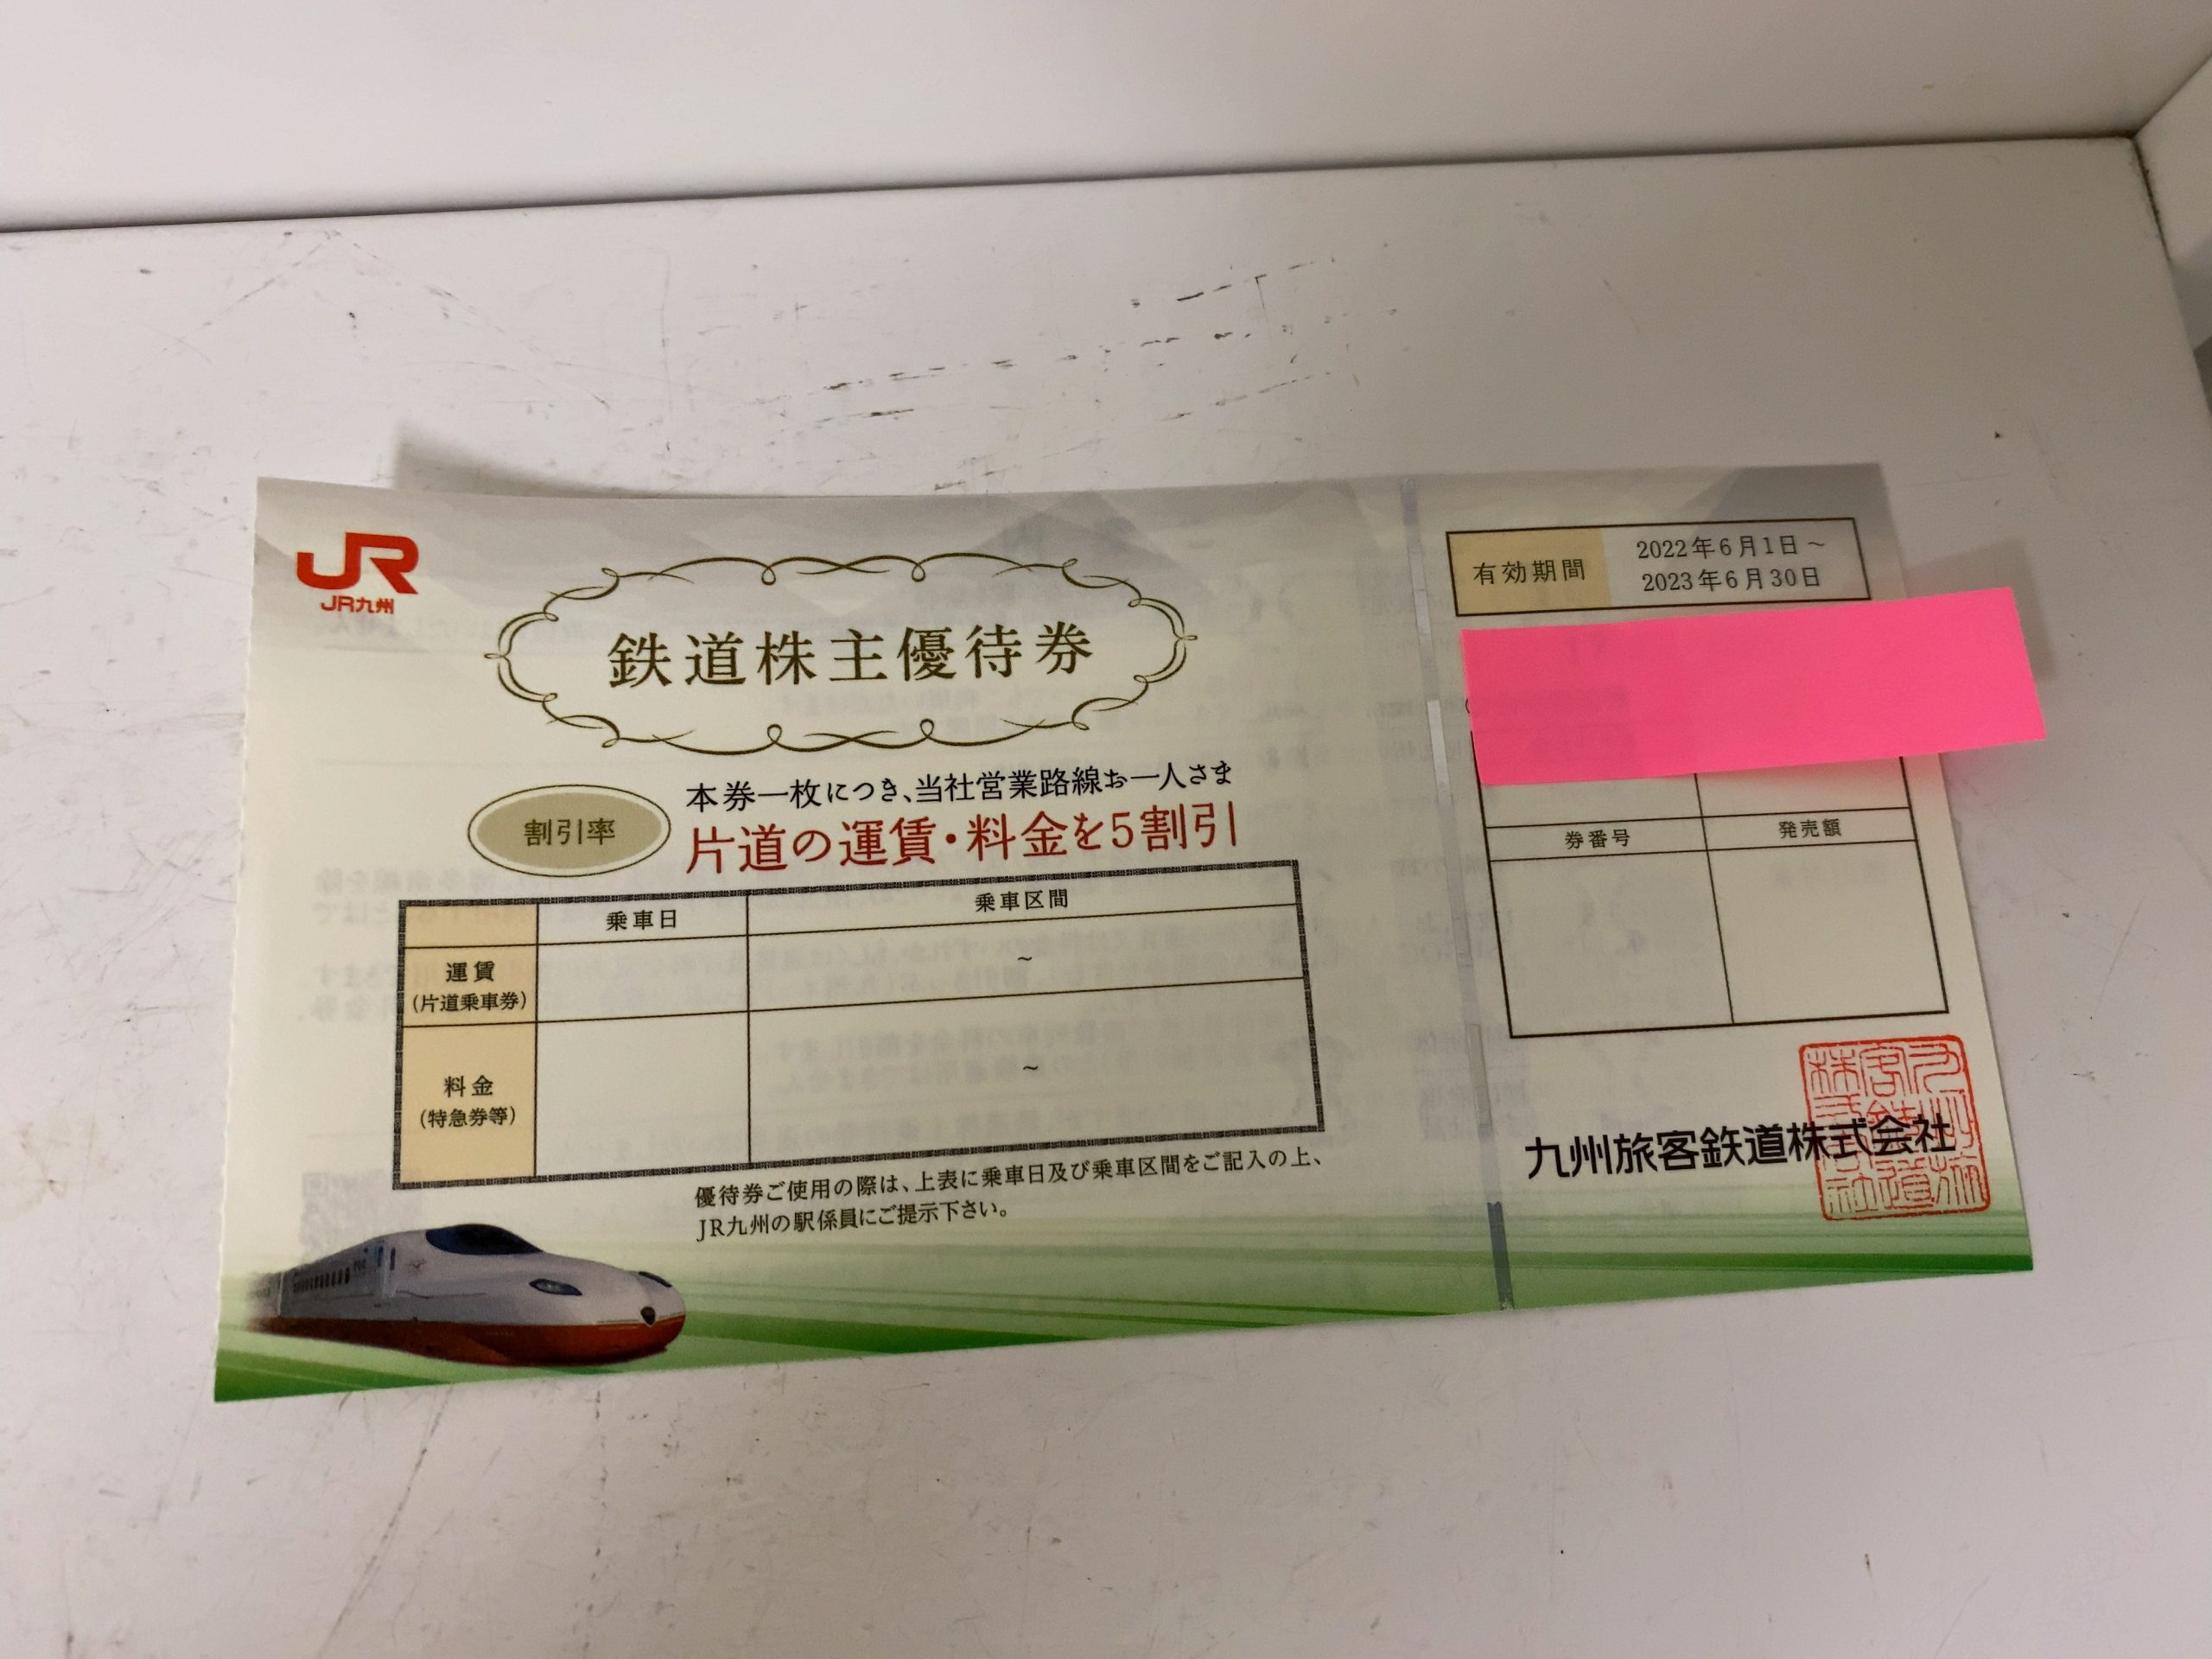 JR
JR九州
鉄道株主優待券
割引率
本券一枚につき、当社営業路線お一人さま
片道の運賃・料金を5割引
乗車日
乗車区間
運賃
(片道乗車券)
~
料金
(特急券等)
~
優待券ご使用の際は、上表に乗車日及び乗車区間をご記入の上、
JR九州の駅係員にご提示下さい。
有効期間
2022年6月1日~
2023年6月30日
券番号
発売額
九州旅客鉄道株式会社